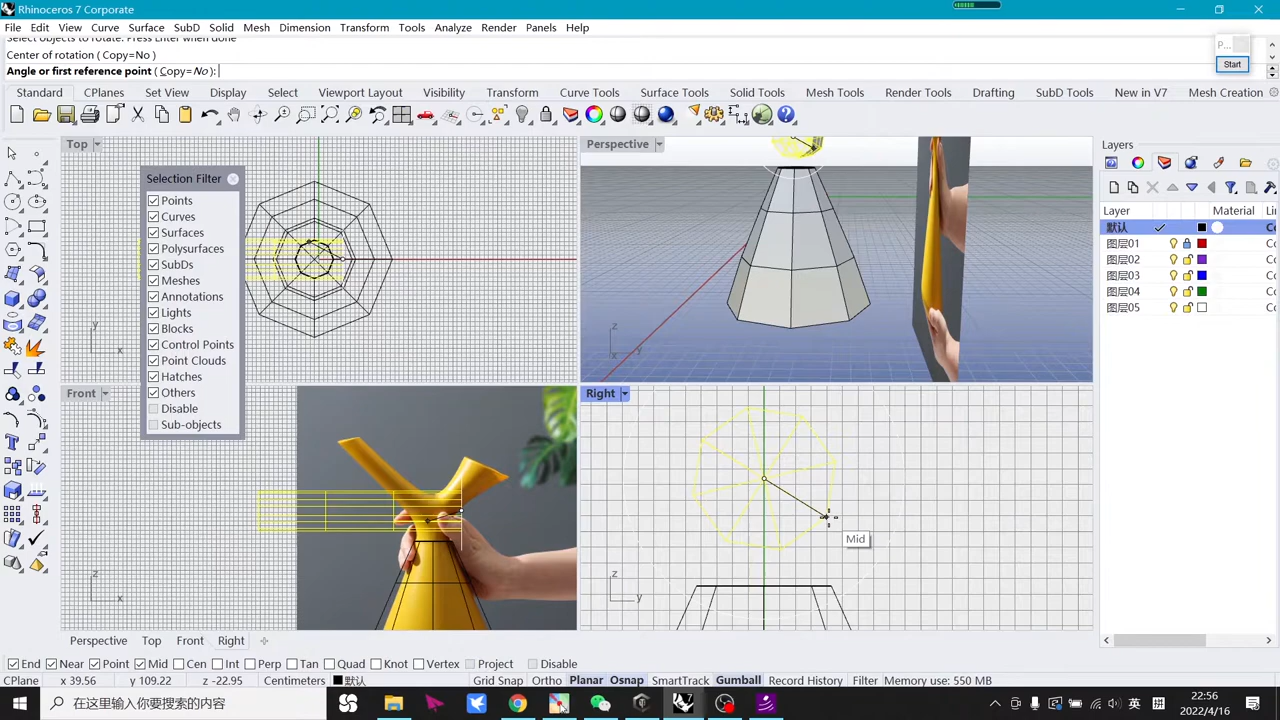 Rhinoceros 7 Corporate
File Edit View Curve Surface SubD Solid Mesh Dimension Transform Tools Analyze Render Panels Help
Select objects to rotate. Press Enter when done
Center of rotation ( Copy=No )
Angle or first reference point ( Copy=No ):
P...
Start
Standard CPlanes Set View Display Select Viewport Layout Visibility Transform Curve Tools Surface Tools Solid Tools Mesh Tools Render Tools Drafting SubD Tools New in V7 Mesh Creation
Top
Perspective
Layers
Selection Filter
Points
Curves
Surfaces
Polysurfaces
SubDs
Meshes
Annotations
Lights
Blocks
Control Points
Point Clouds
Hatches
Others
Disable
Sub-objects
Layer Material Li
默认 Co
图层01 Co
图层02 Co
图层03 Co
图层04 Co
图层05 Co
y
x
z
x y
Front
Right
Mid
z
x
z
y
Perspective Top Front Right
End Near Point Mid Cen Int Perp Tan Quad Knot Vertex Project Disable
CPlane x 39.56 y 109.22 z -22.95 Centimeters 默认 Grid Snap Ortho Planar Osnap SmartTrack Gumball Record History Filter Memory use: 550 MB
在这里输入你要搜索的内容
英
拼
22:56
2022/4/16